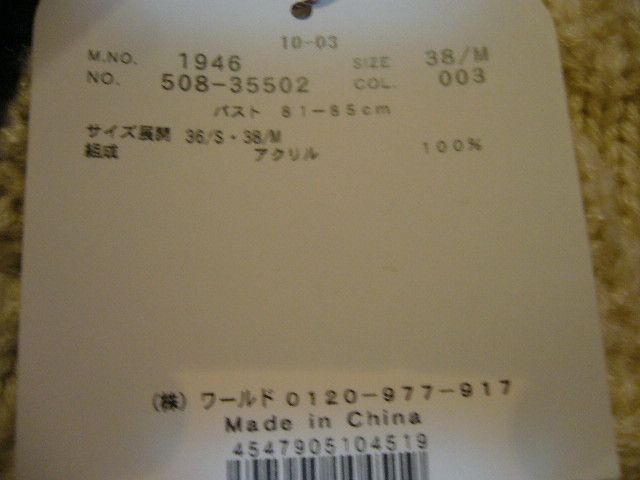 10-03
M.NO. 1946 SIZE 38/M
NO. 508-35502 COL. 003
バスト 81-85cm
サイズ展開 36/S・38/M
組成 アクリル 100%
(株) ワールド 0120-977-917
Made in China
4547905104519